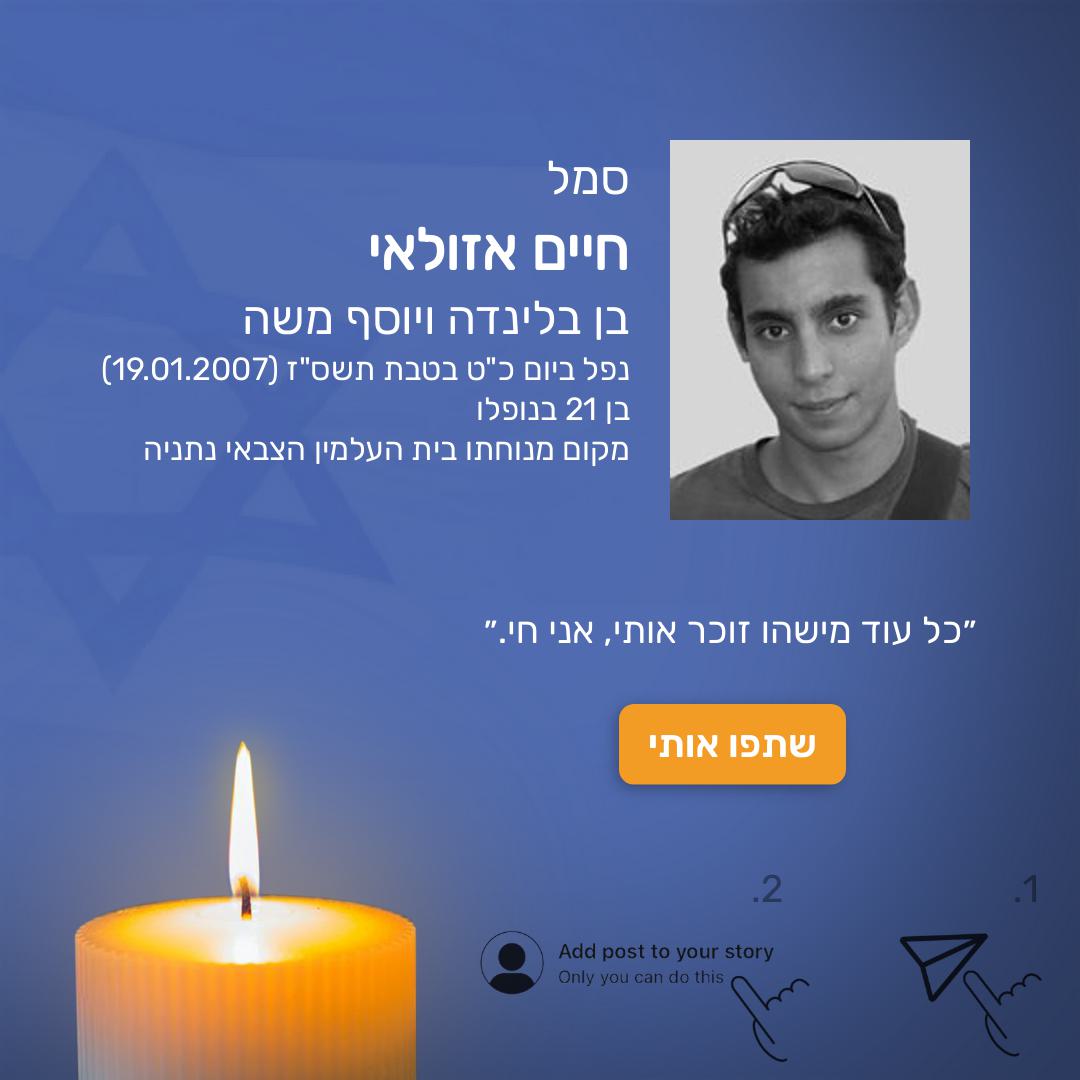 סמל
חיים אזולאי
בן בלינדה ויוסף משה
נפל ביום כ"ט בטבת תשס"ז (19.01.2007)
בן 21 בנופלו
מקום מנוחתו בית העלמין הצבאי נתניה
״כל עוד מישהו זוכר אותי, אני חי.״
שתפו אותי
1.
2.
Add post to your story
Only you can do this